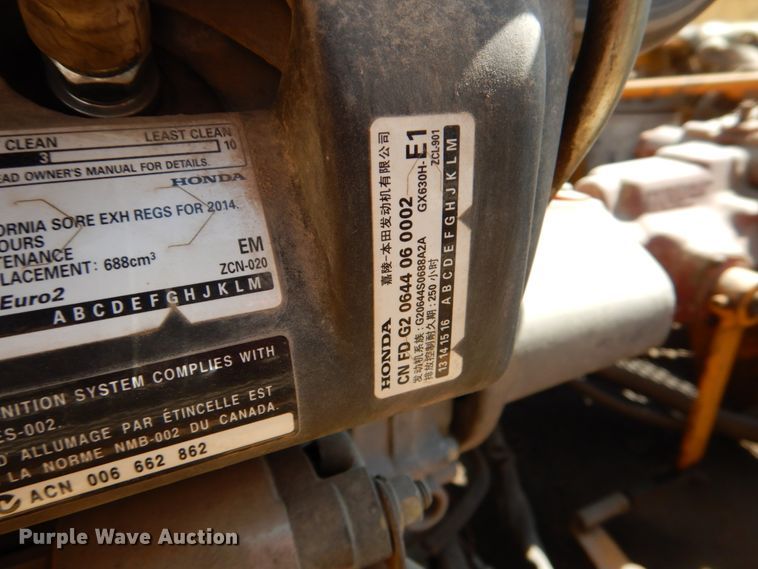 CLEAN LEAST CLEAN
3 10
EAD OWNER'S MANUAL FOR DETAILS.
HONDA
ORNIA SORE EXH REGS FOR 2014.
OURS
TENANCE EM
LACEMENT: 688cm³ ZCN-020
Euro2
A B C D E F G H J K L M
NITION SYSTEM COMPLIES WITH
ES-002.
D ALLUMAGE PAR ÉTINCELLE EST
LA NORME NMB-002 DU CANADA.
ACN 006 662 862
HONDA 嘉陵-本田发动机有限公司
CN FD G2 0644 06 0002 GX630H-E1
发动机系族: G20644S0688A2A ZCL-901
排放控制耐久期: 250 小时
13 14 15 16 A B C D E F G H J K L M
Purple Wave Auction